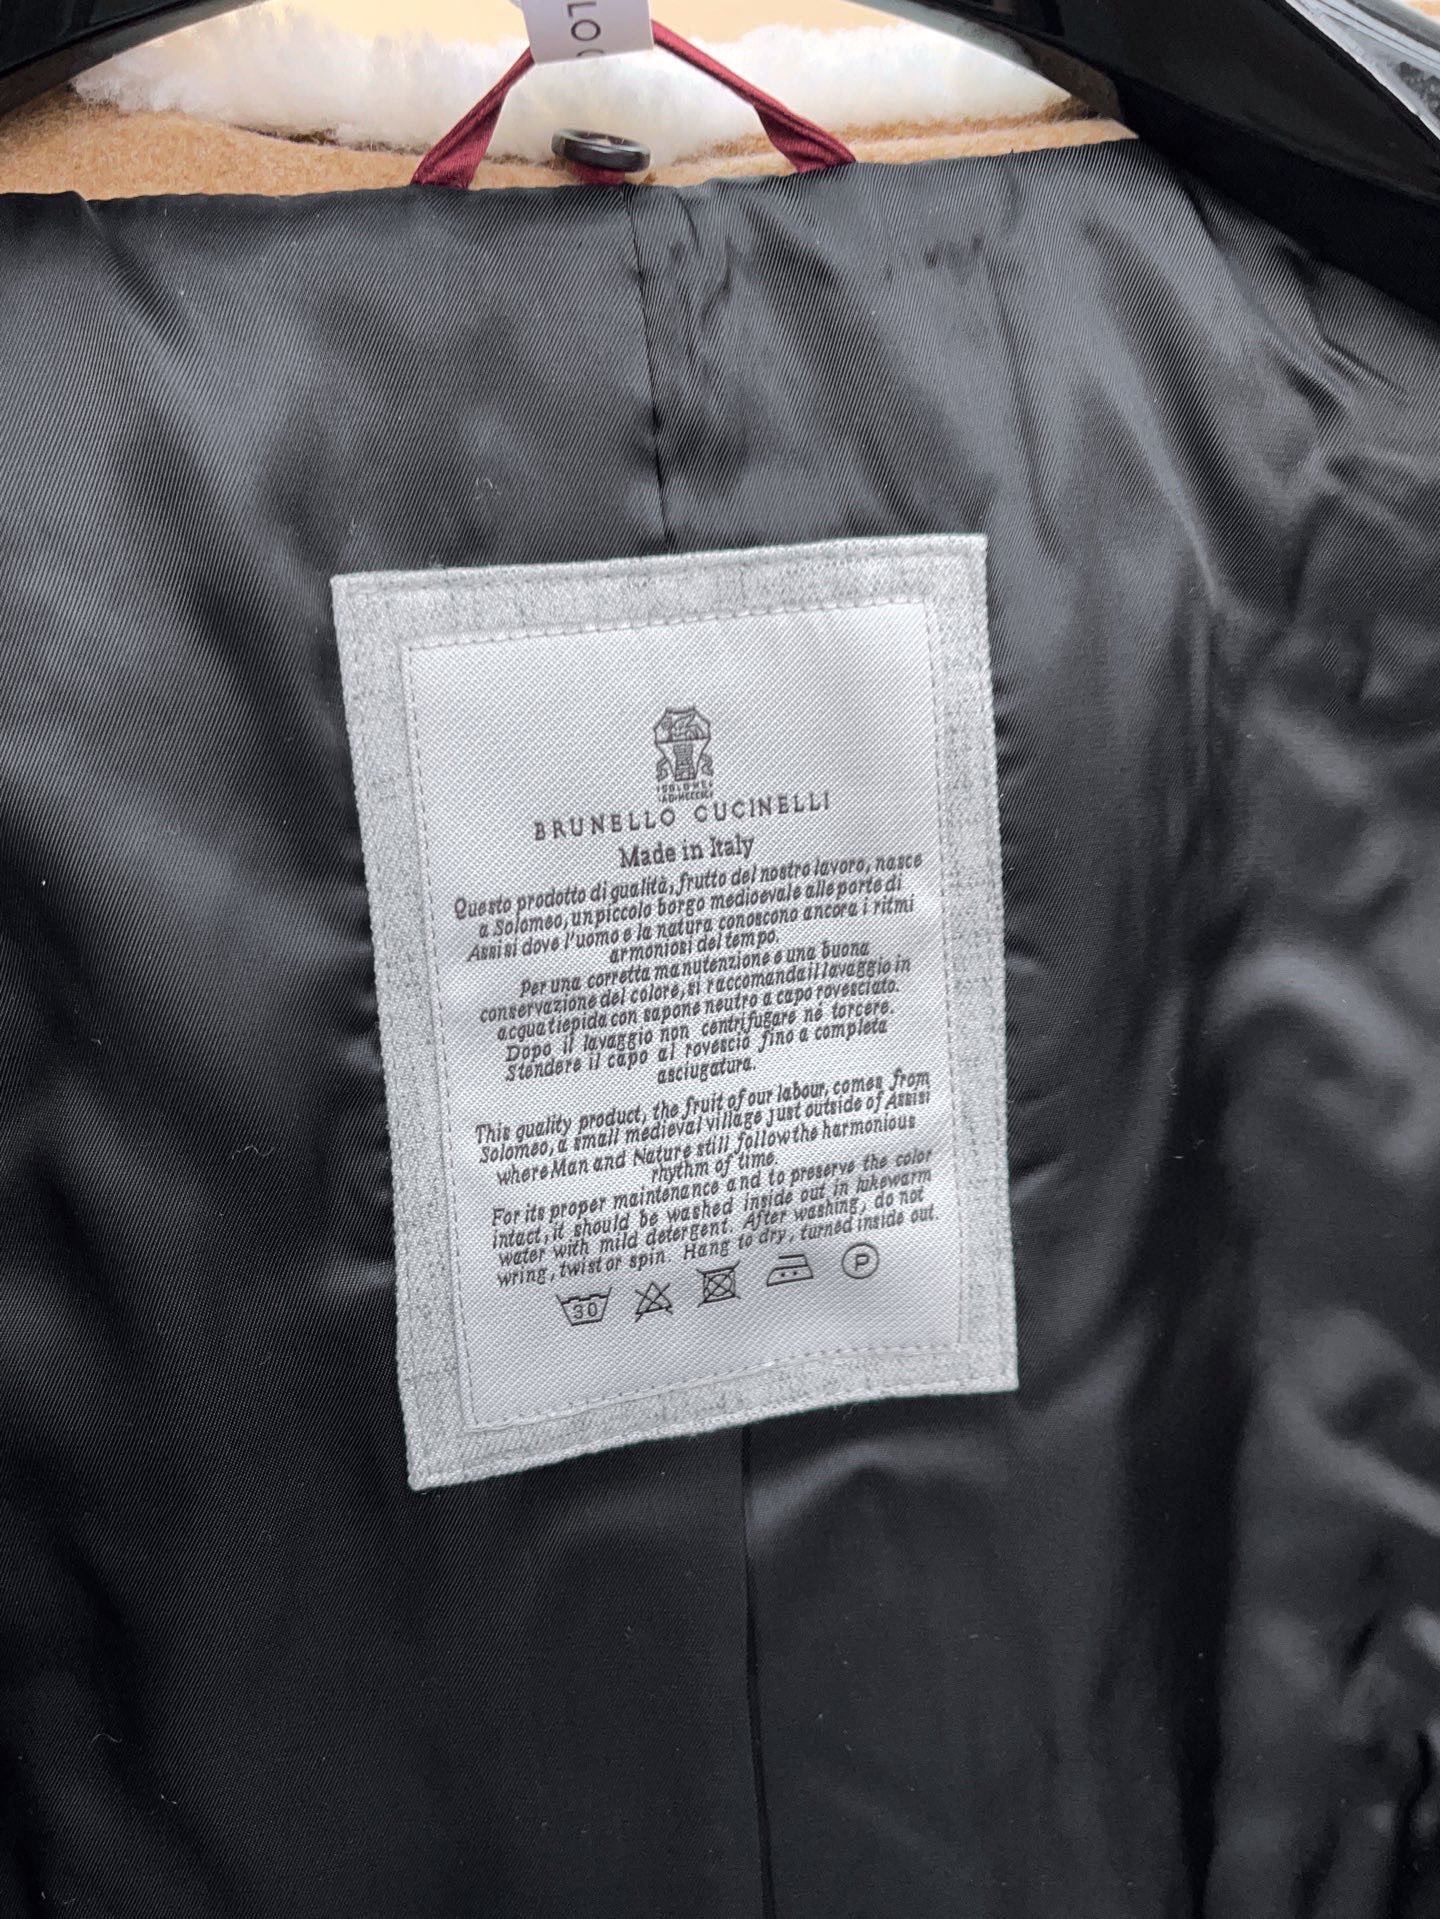 LO
BRUNELLO CUCINELLI
Made in Italy
Questo prodotto di qualità, frutto del nostro lavoro, nasce
a Solomeo, un piccolo borgo medioevale alle porte di
Assisi dove l'uomo e la natura conoscono ancora i ritmi
armoniosi del tempo.
Per una corretta manutenzione e una buona
conservazione del colore, si raccomanda il lavaggio in
acqua tiepida con sapone neutro a capo rovesciato.
Dopo il lavaggio non centrifugare né torcere.
Stendere il capo al rovescio fino a completa
asciugatura.
This quality product, the fruit of our labour, comes from
Solomeo, a small medieval village just outside of Assisi
where Man and Nature still follow the harmonious
rhythm of time.
For its proper maintenance and to preserve the color
intact, it should be washed inside out in lukewarm
water with mild detergent. After washing, do not
wring, twist or spin. Hang to dry, turned inside out.
30 P